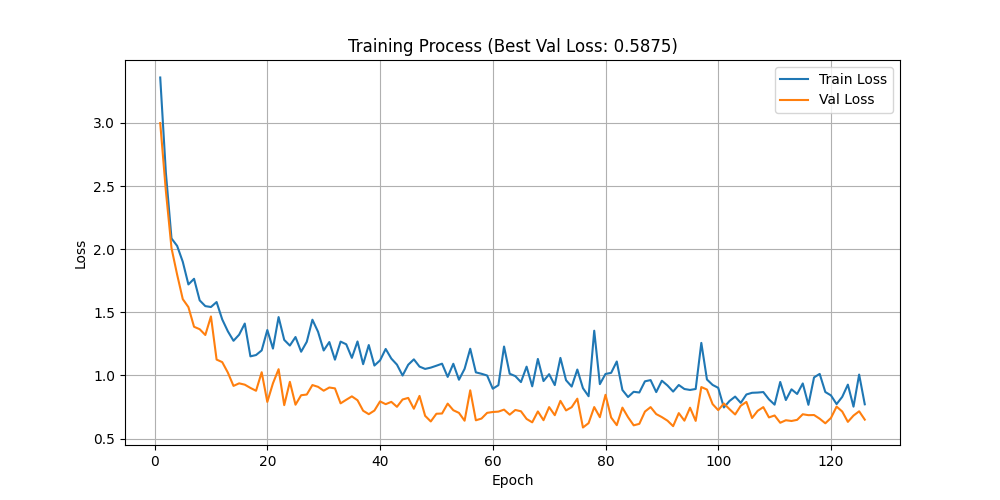 Training Process (Best Val Loss: 0.5875)
Train Loss
Val Loss
3.0
2.5
2.0
1.5
1.0
0.5
Loss
0 20 40 60 80 100 120
Epoch